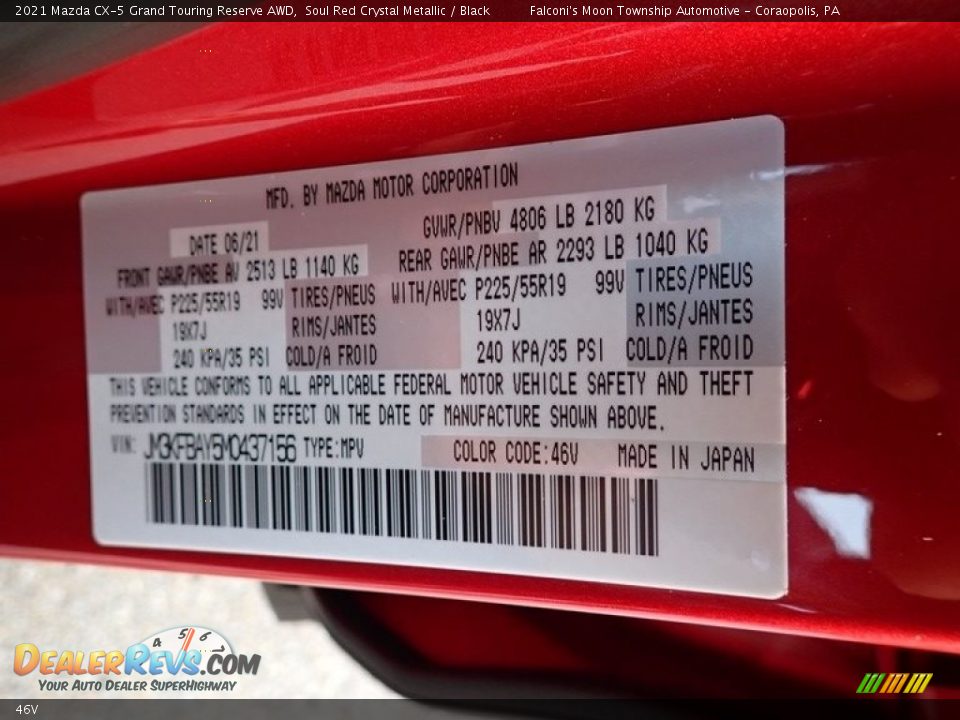 2021 Mazda CX-5 Grand Touring Reserve AWD, Soul Red Crystal Metallic / Black Falconi's Moon Township Automotive - Coraopolis, PA
MFD. BY MAZDA MOTOR CORPORATION
DATE 06/21 GVWR/PNBV 4806 LB 2180 KG
FRONT GAWR/PNBE AV 2513 LB 1140 KG REAR GAWR/PNBE AR 2293 LB 1040 KG
WITH/AVEC P225/55R19 99V TIRES/PNEUS WITH/AVEC P225/55R19 99V TIRES/PNEUS
19X7J RIMS/JANTES 19X7J RIMS/JANTES
240 KPA/35 PSI COLD/A FROID 240 KPA/35 PSI COLD/A FROID
THIS VEHICLE CONFORMS TO ALL APPLICABLE FEDERAL MOTOR VEHICLE SAFETY AND THEFT
PREVENTION STANDARDS IN EFFECT ON THE DATE OF MANUFACTURE SHOWN ABOVE.
VIN: JM3KFBAY5M0437156 TYPE:MPV COLOR CODE:46V MADE IN JAPAN
4 5 6
DEALERREVS.COM
YOUR AUTO DEALER SUPERHIGHWAY
46V